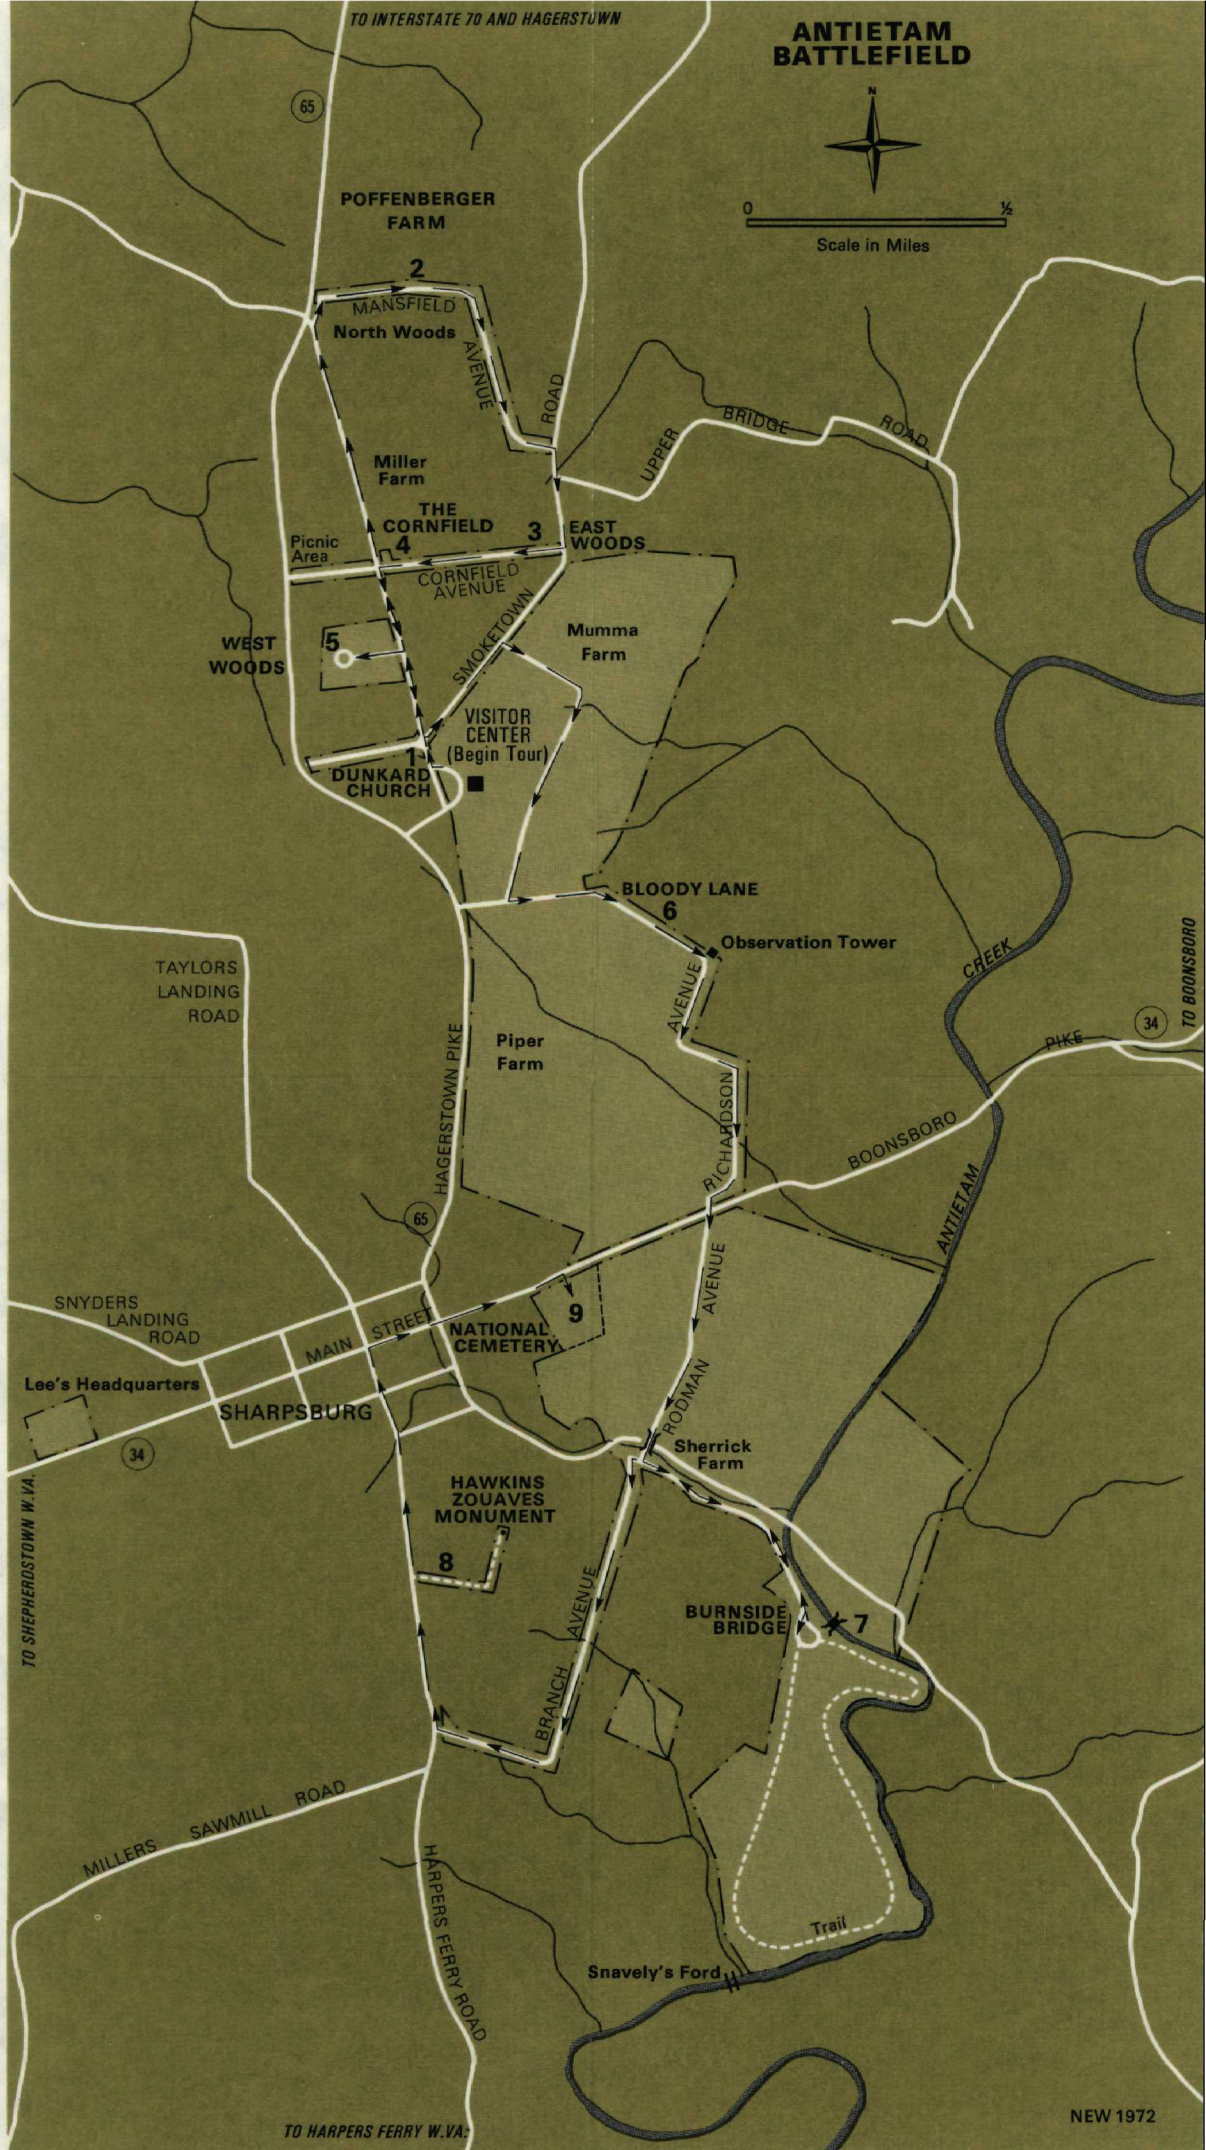 TO INTERSTATE 70 AND HAGERSTOWN
ANTIETAM
BATTLEFIELD
N
65
0 ½
Scale in Miles
POFFENBERGER
FARM
2
MANSFIELD
North Woods
AVENUE
ROAD
UPPER BRIDGE ROAD
Miller
Farm
THE
CORNFIELD
3
EAST
WOODS
Picnic
Area
4
CORNFIELD
AVENUE
WEST
WOODS
5
SMOKETOWN
Mumma
Farm
VISITOR
CENTER
(Begin Tour)
1
DUNKARD
CHURCH
BLOODY LANE
6
Observation Tower
CREEK
TO BOONSBORO
TAYLORS
LANDING
ROAD
AVENUE
34
PIKE
Piper
Farm
HAGERSTOWN PIKE
RICHARDSON
BOONSBORO
ANTIETAM
65
AVENUE
SNYDERS
LANDING
ROAD
MAIN STREET
9
NATIONAL
CEMETERY
Lee's Headquarters
SHARPSBURG
RODMAN
34
Sherrick
Farm
TO SHEPHERDSTOWN W.VA.
HAWKINS
ZOUAVES
MONUMENT
8
AVENUE
BURNSIDE
BRIDGE
7
BRANCH
MILLERS SAWMILL ROAD
HARPERS FERRY ROAD
Trail
Snavely's Ford
NEW 1972
TO HARPERS FERRY W.VA.